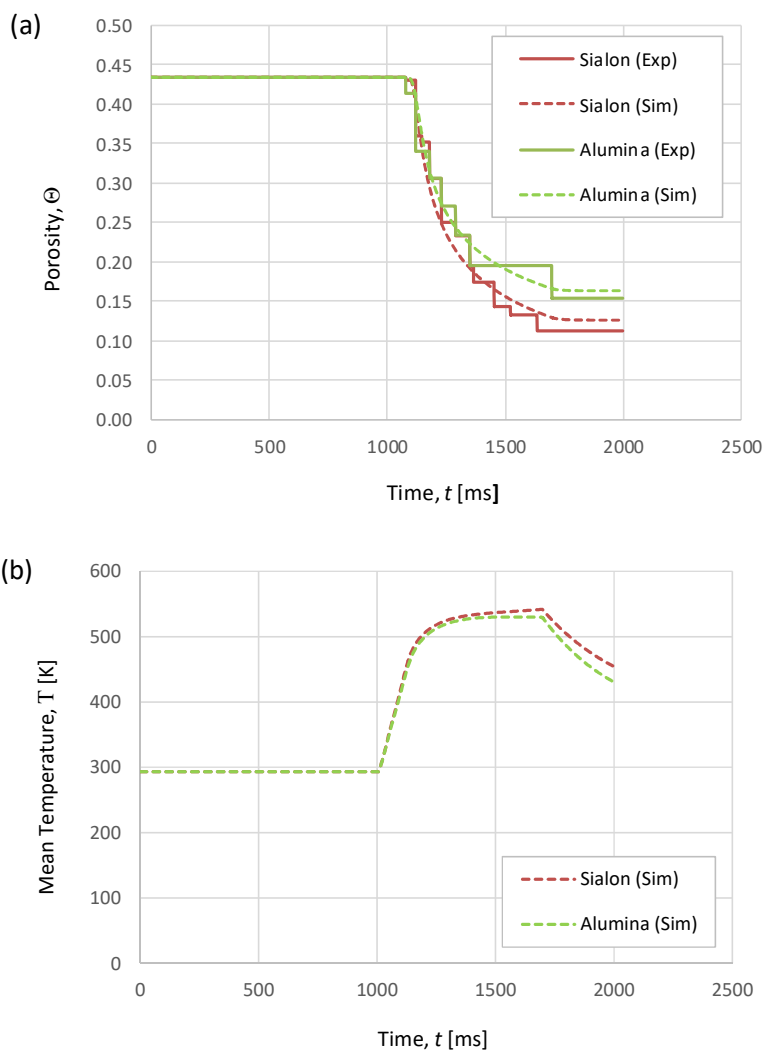 (a)
0.50
0.45
0.40
0.35
0.30
0.25
0.20
0.15
0.10
0.05
0.00
Porosity, Θ
Sialon (Exp)
Sialon (Sim)
Alumina (Exp)
Alumina (Sim)
0 500 1000 1500 2000 2500
Time, t [ms]
(b)
600
500
400
300
200
100
0
Mean Temperature, T [K]
Sialon (Sim)
Alumina (Sim)
0 500 1000 1500 2000 2500
Time, t [ms]